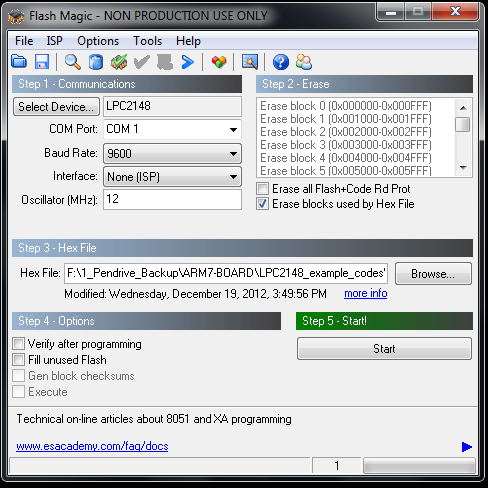 Flash Magic - NON PRODUCTION USE ONLY
File ISP Options Tools Help
Step 1 - Communications
Select Device... LPC2148
COM Port: COM 1
Baud Rate: 9600
Interface: None (ISP)
Oscillator (MHz): 12
Step 2 - Erase
Erase block 0 (0x000000-0x000FFF)
Erase block 1 (0x001000-0x001FFF)
Erase block 2 (0x002000-0x002FFF)
Erase block 3 (0x003000-0x003FFF)
Erase block 4 (0x004000-0x004FFF)
Erase block 5 (0x005000-0x005FFF)
Erase all Flash+Code Rd Prot
Erase blocks used by Hex File
Step 3 - Hex File
Hex File: F:\1_Pendrive_Backup\ARM7-BOARD\LPC2148_example_codes' Browse...
Modified: Wednesday, December 19, 2012, 3:49:56 PM more info
Step 4 - Options
Verify after programming
Fill unused Flash
Gen block checksums
Execute
Step 5 - Start!
Start
Technical on-line articles about 8051 and XA programming
www.esacademy.com/faq/docs
1